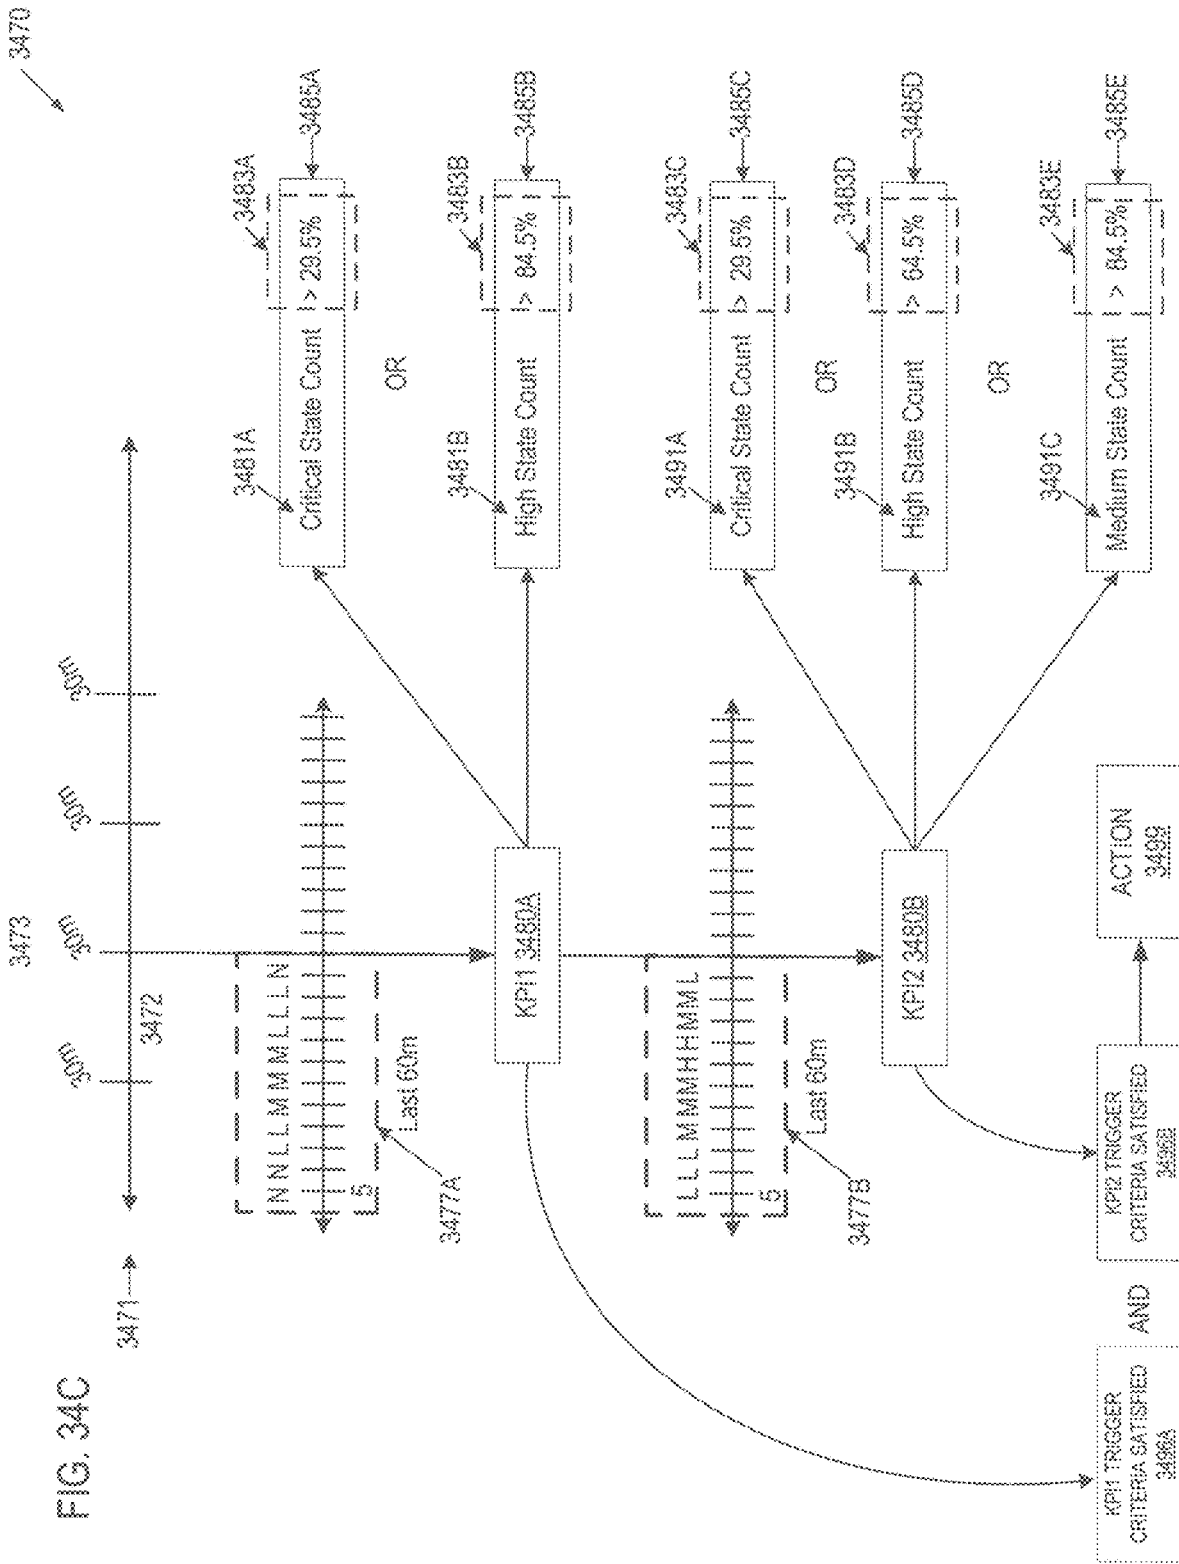 FIG. 34C
3470
3473
30m
30m
30m
30m
3471
3472
3481A
3483A
N N L L M M M L L L N
Critical State Count
> 29.5%
3485A
5
Last 60m
3477A
OR
3481B
3483B
KPI1 3480A
High State Count
> 84.5%
3485B
L L L M M M H H M M L
3491A
3483C
Critical State Count
> 29.5%
3485C
5
Last 60m
3477B
OR
3491B
3483D
KPI2 3480B
High State Count
> 64.5%
3485D
OR
3491C
3483E
Medium State Count
> 84.5%
3485E
KPI1 TRIGGER
CRITERIA SATISFIED
3496A
AND
KPI2 TRIGGER
CRITERIA SATISFIED
3496B
ACTION
3499